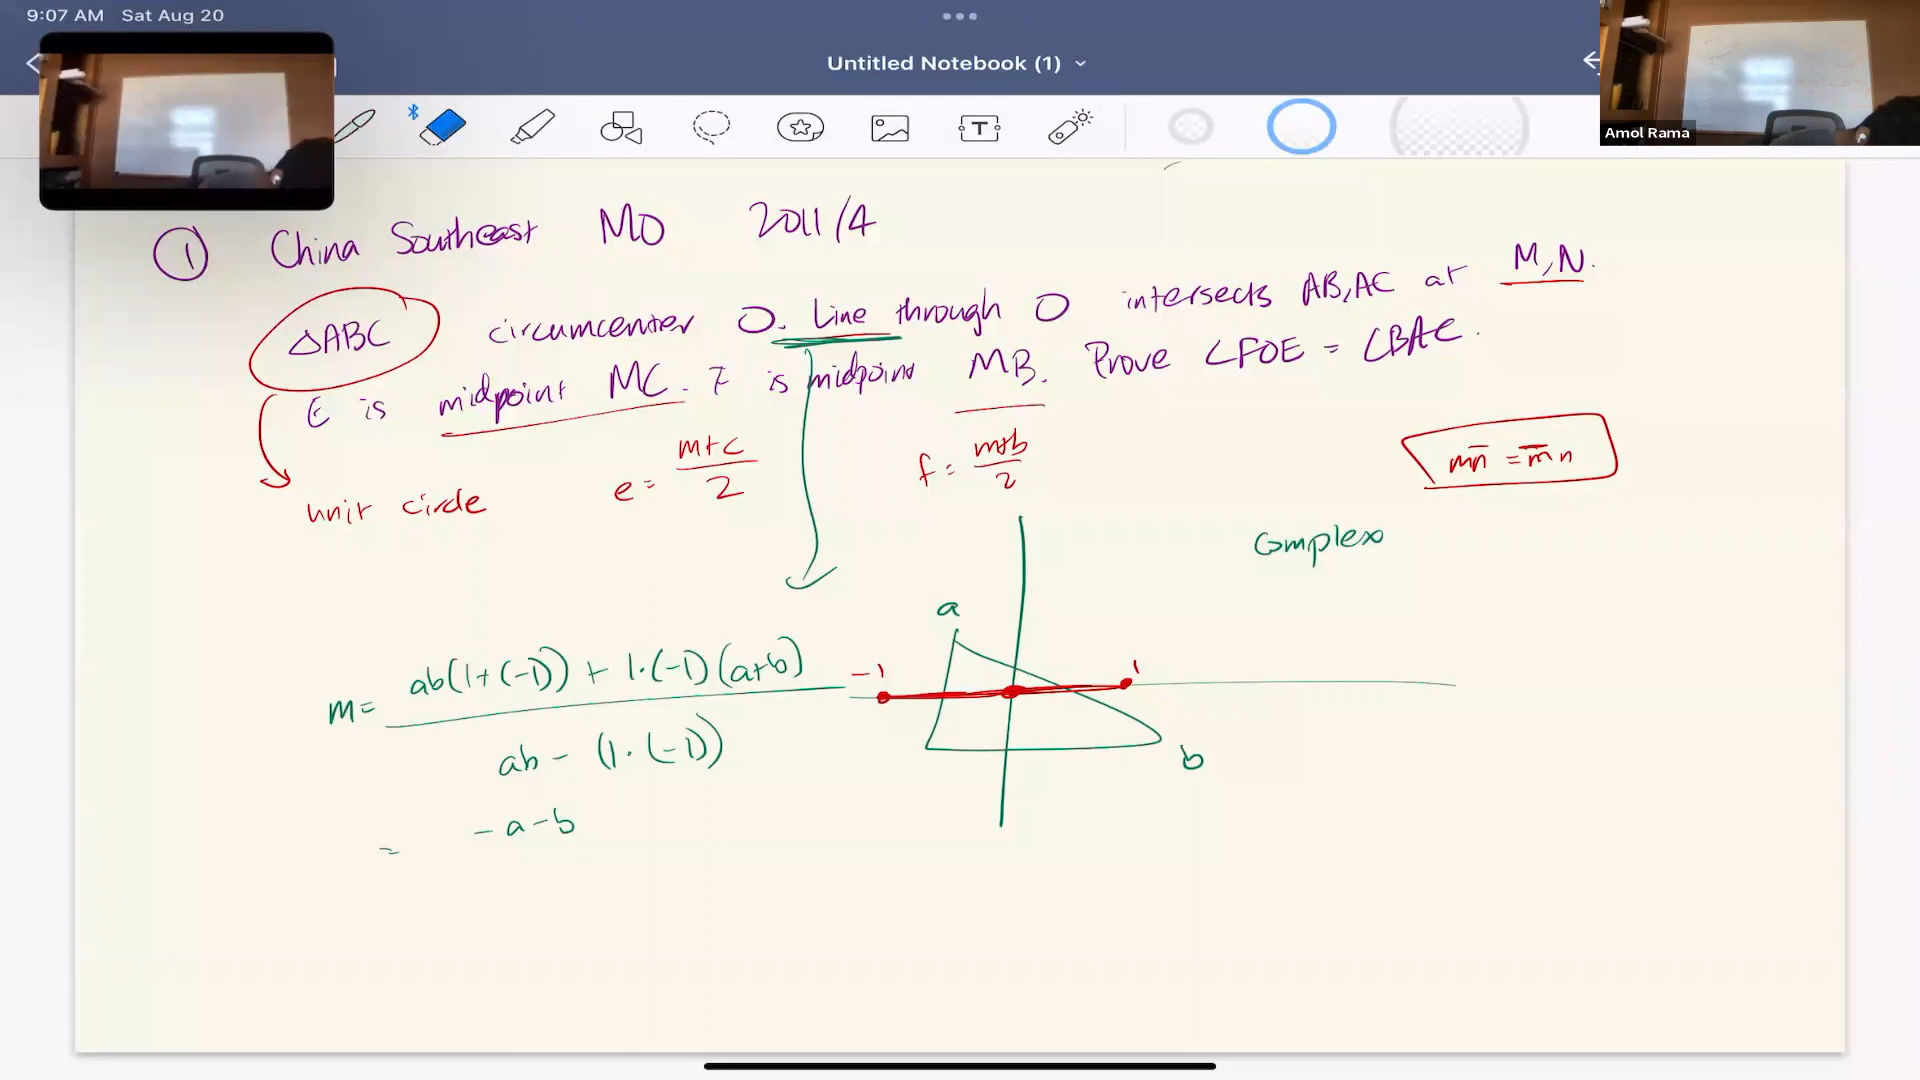 9:07 AM Sat Aug 20
Untitled Notebook (1)
Amol Rama
① China Southeast MO 2011/4
△ABC circumcenter O. Line through O intersects AB, AC at M, N.
E is midpoint MC. F is midpoint MB. Prove ∠FOE = ∠BAC.
unit circle
e = (m+c)/2
f = (m+b)/2
mn̄ = m̄n
Complex
m = (ab(1+(-1)) + 1·(-1)(a+b)) / (ab - (1·(-1)))
= -a-b
a
-1
1
b